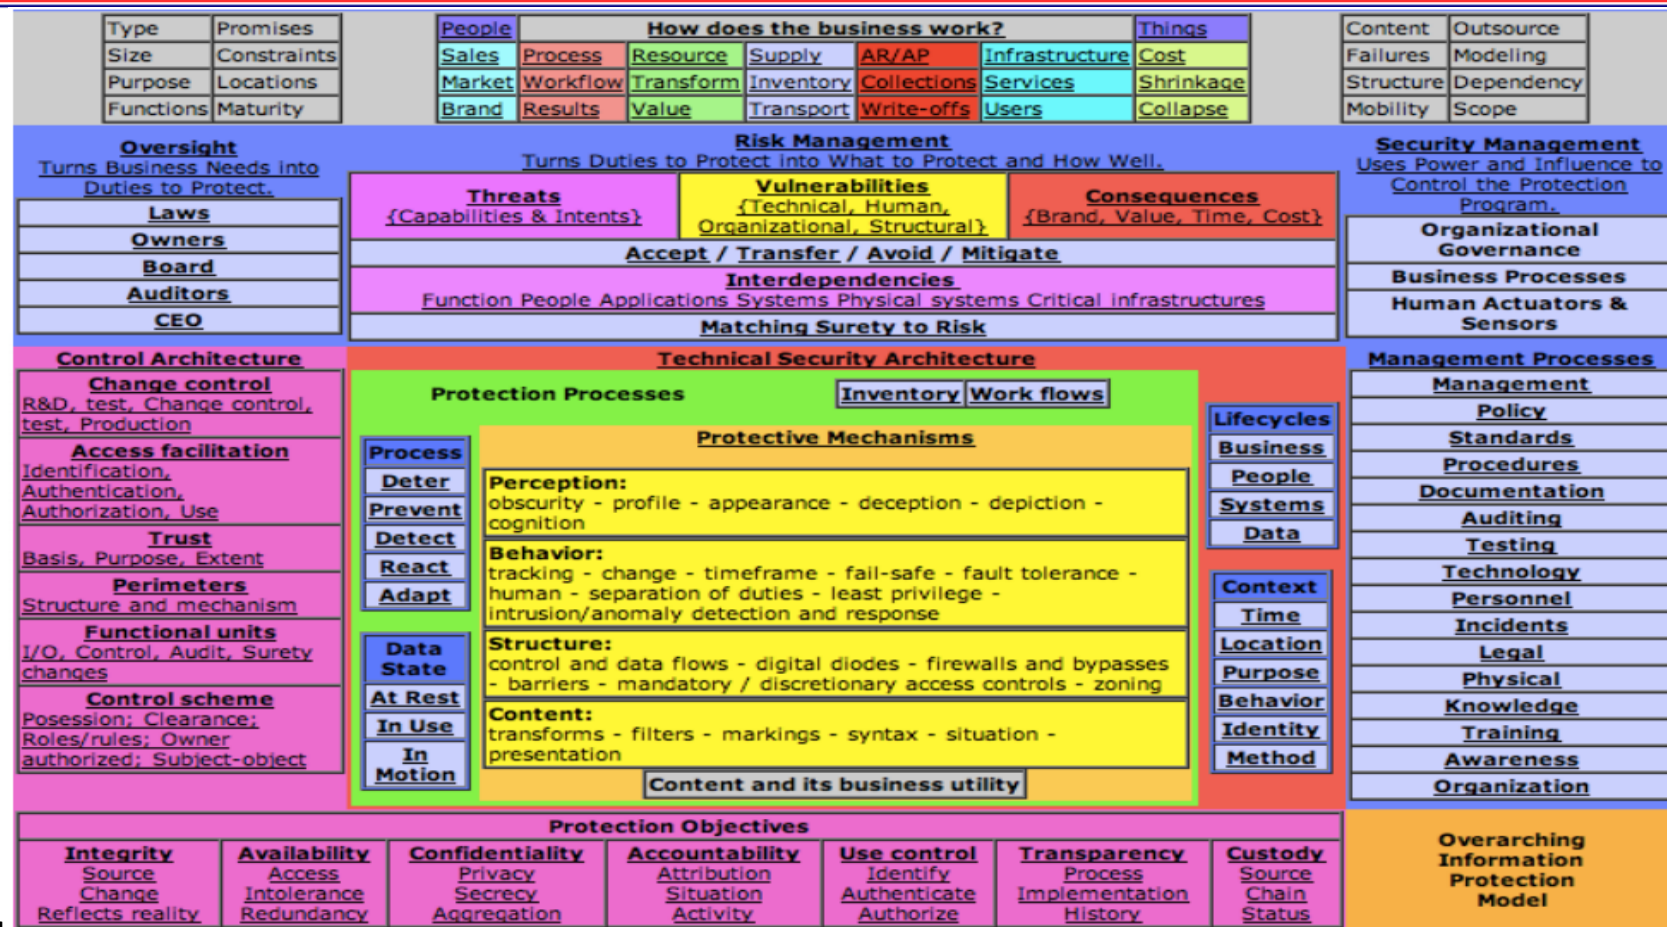 Type Promises
Size Constraints
Purpose Locations
Functions Maturity
People How does the business work? Things
Sales Process Resource Supply AR/AP Infrastructure Cost
Market Workflow Transform Inventory Collections Services Shrinkage
Brand Results Value Transport Write-offs Users Collapse
Content Outsource
Failures Modeling
Structure Dependency
Mobility Scope
Oversight
Turns Business Needs into
Duties to Protect.
Laws
Owners
Board
Auditors
CEO
Risk Management
Turns Duties to Protect into What to Protect and How Well.
Threats
{Capabilities & Intents}
Vulnerabilities
{Technical, Human,
Organizational, Structural}
Consequences
{Brand, Value, Time, Cost}
Accept / Transfer / Avoid / Mitigate
Interdependencies
Function People Applications Systems Physical systems Critical infrastructures
Matching Surety to Risk
Security Management
Uses Power and Influence to
Control the Protection
Program.
Organizational
Governance
Business Processes
Human Actuators &
Sensors
Control Architecture
Change control
R&D, test, Change control,
test, Production
Access facilitation
Identification,
Authentication,
Authorization, Use
Trust
Basis, Purpose, Extent
Perimeters
Structure and mechanism
Functional units
I/O, Control, Audit, Surety
changes
Control scheme
Posession; Clearance;
Roles/rules; Owner
authorized; Subject-object
Technical Security Architecture
Protection Processes
Inventory Work flows
Process
Deter
Prevent
Detect
React
Adapt
Data
State
At Rest
In Use
In
Motion
Protective Mechanisms
Perception:
obscurity - profile - appearance - deception - depiction -
cognition
Behavior:
tracking - change - timeframe - fail-safe - fault tolerance -
human - separation of duties - least privilege -
intrusion/anomaly detection and response
Structure:
control and data flows - digital diodes - firewalls and bypasses
- barriers - mandatory / discretionary access controls - zoning
Content:
transforms - filters - markings - syntax - situation -
presentation
Content and its business utility
Lifecycles
Business
People
Systems
Data
Context
Time
Location
Purpose
Behavior
Identity
Method
Management Processes
Management
Policy
Standards
Procedures
Documentation
Auditing
Testing
Technology
Personnel
Incidents
Legal
Physical
Knowledge
Training
Awareness
Organization
Protection Objectives
Integrity Availability Confidentiality Accountability Use control Transparency Custody
Source Access Privacy Attribution Identify Process Source
Change Intolerance Secrecy Situation Authenticate Implementation Chain
Reflects reality Redundancy Aggregation Activity Authorize History Status
Overarching
Information
Protection
Model